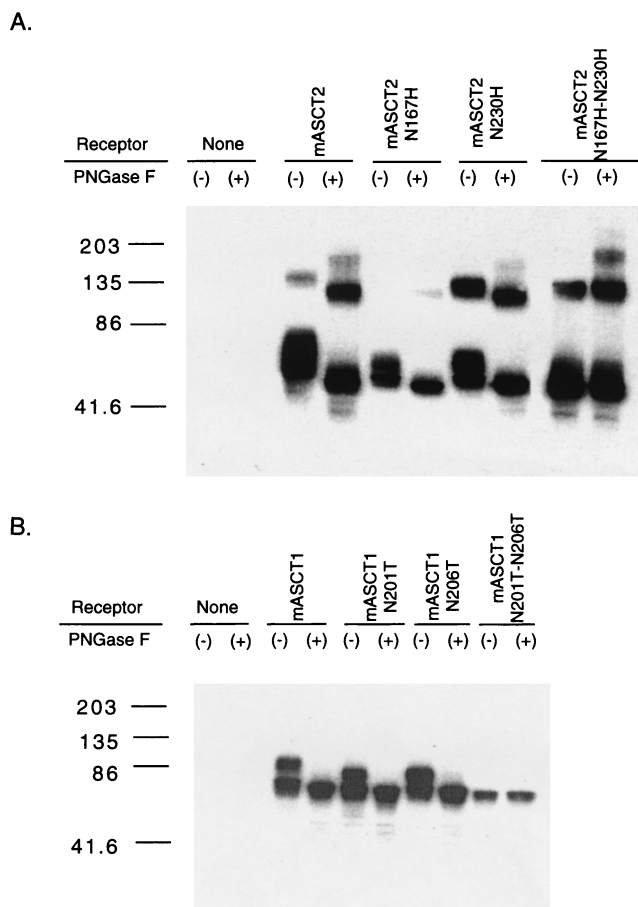 A.
Receptor None mASCT2 mASCT2 N167H mASCT2 N230H mASCT2 N167H-N230H
PNGase F (-) (+) (-) (+) (-) (+) (-) (+) (-) (+)
203
135
86
41.6
B.
Receptor None mASCT1 mASCT1 N201T mASCT1 N206T mASCT1 N201T-N206T
PNGase F (-) (+) (-) (+) (-) (+) (-) (+) (-) (+)
203
135
86
41.6